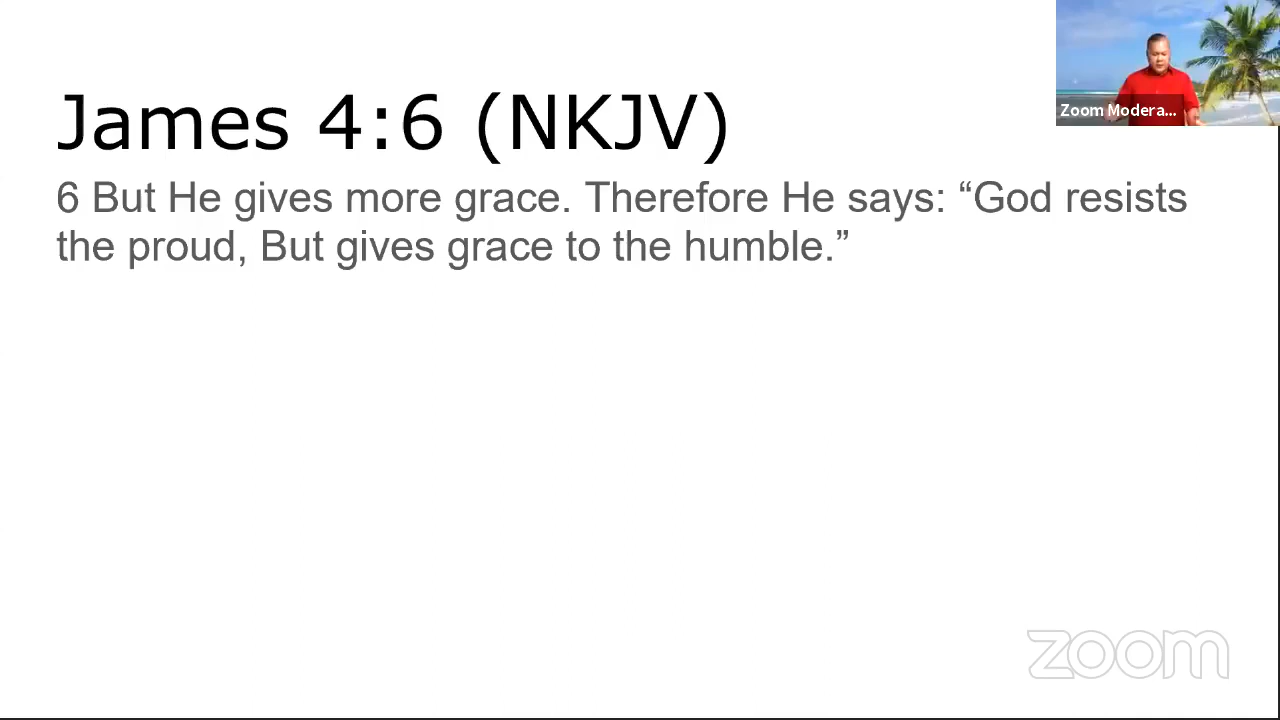 James 4:6 (NKJV)
6 But He gives more grace. Therefore He says: “God resists
the proud, But gives grace to the humble.”
Zoom Modera...
zoom